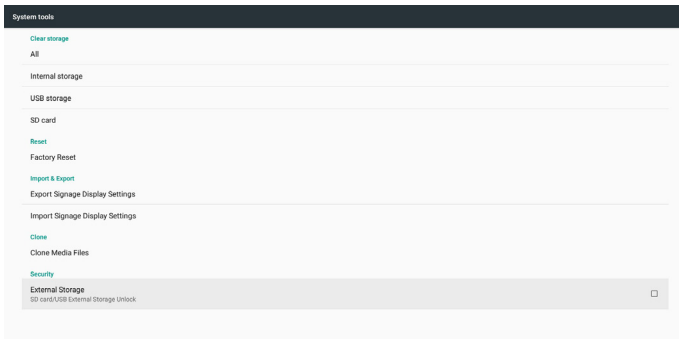 System tools
Clear storage
All
Internal storage
USB storage
SD card
Reset
Factory Reset
Import & Export
Export Signage Display Settings
Import Signage Display Settings
Clone
Clone Media Files
Security
External Storage
SD card/USB External Storage Unlock